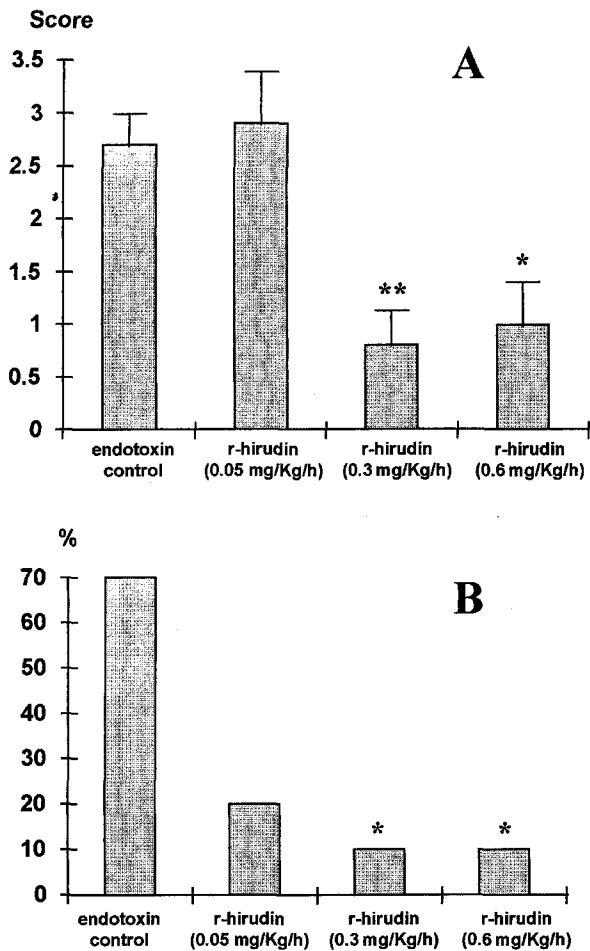 Score
A
3.5
3
2.5
2
1.5
1
0.5
0
**
*
endotoxin control
r-hirudin (0.05 mg/Kg/h)
r-hirudin (0.3 mg/Kg/h)
r-hirudin (0.6 mg/Kg/h)
%
B
70
60
50
40
30
20
10
0
*
*
endotoxin control
r-hirudin (0.05 mg/Kg/h)
r-hirudin (0.3 mg/Kg/h)
r-hirudin (0.6 mg/Kg/h)